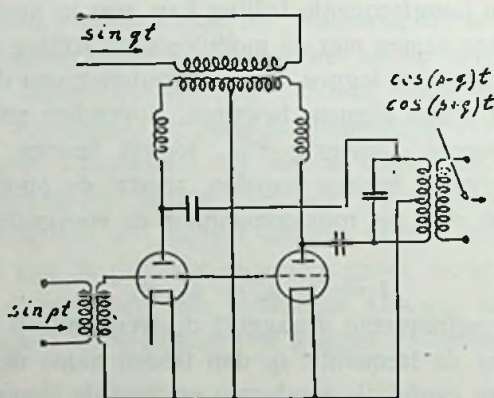 sin qt
cos(p-q)t
cos(p+q)t
sin pt